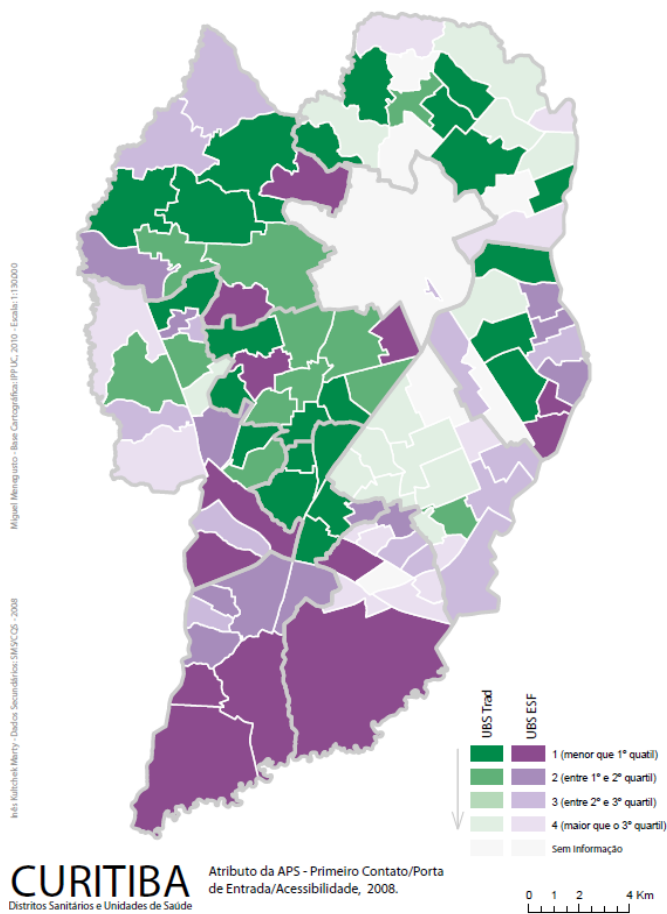 Miguel Menegusto - Base Cartográfica: IPPUC, 2010 - Escala: 1:130.000
Inês Kultchek Marty - Dados Secundários: SMS/CQS - 2008
UBS Trad
UBS ESF
1 (menor que 1º quatil)
2 (entre 1º e 2º quartil)
3 (entre 2º e 3º quartil)
4 (maior que o 3º quartil)
Sem Informação
CURITIBA
Distritos Sanitários e Unidades de Saúde
Atributo da APS - Primeiro Contato/Porta
de Entrada/Acessibilidade, 2008.
0 1 2 4 Km